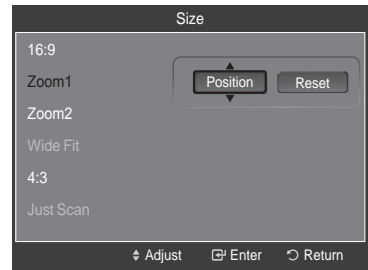 Size
16:9
Zoom1
Position Reset
Zoom2
Wide Fit
4:3
Just Scan
Adjust Enter Return